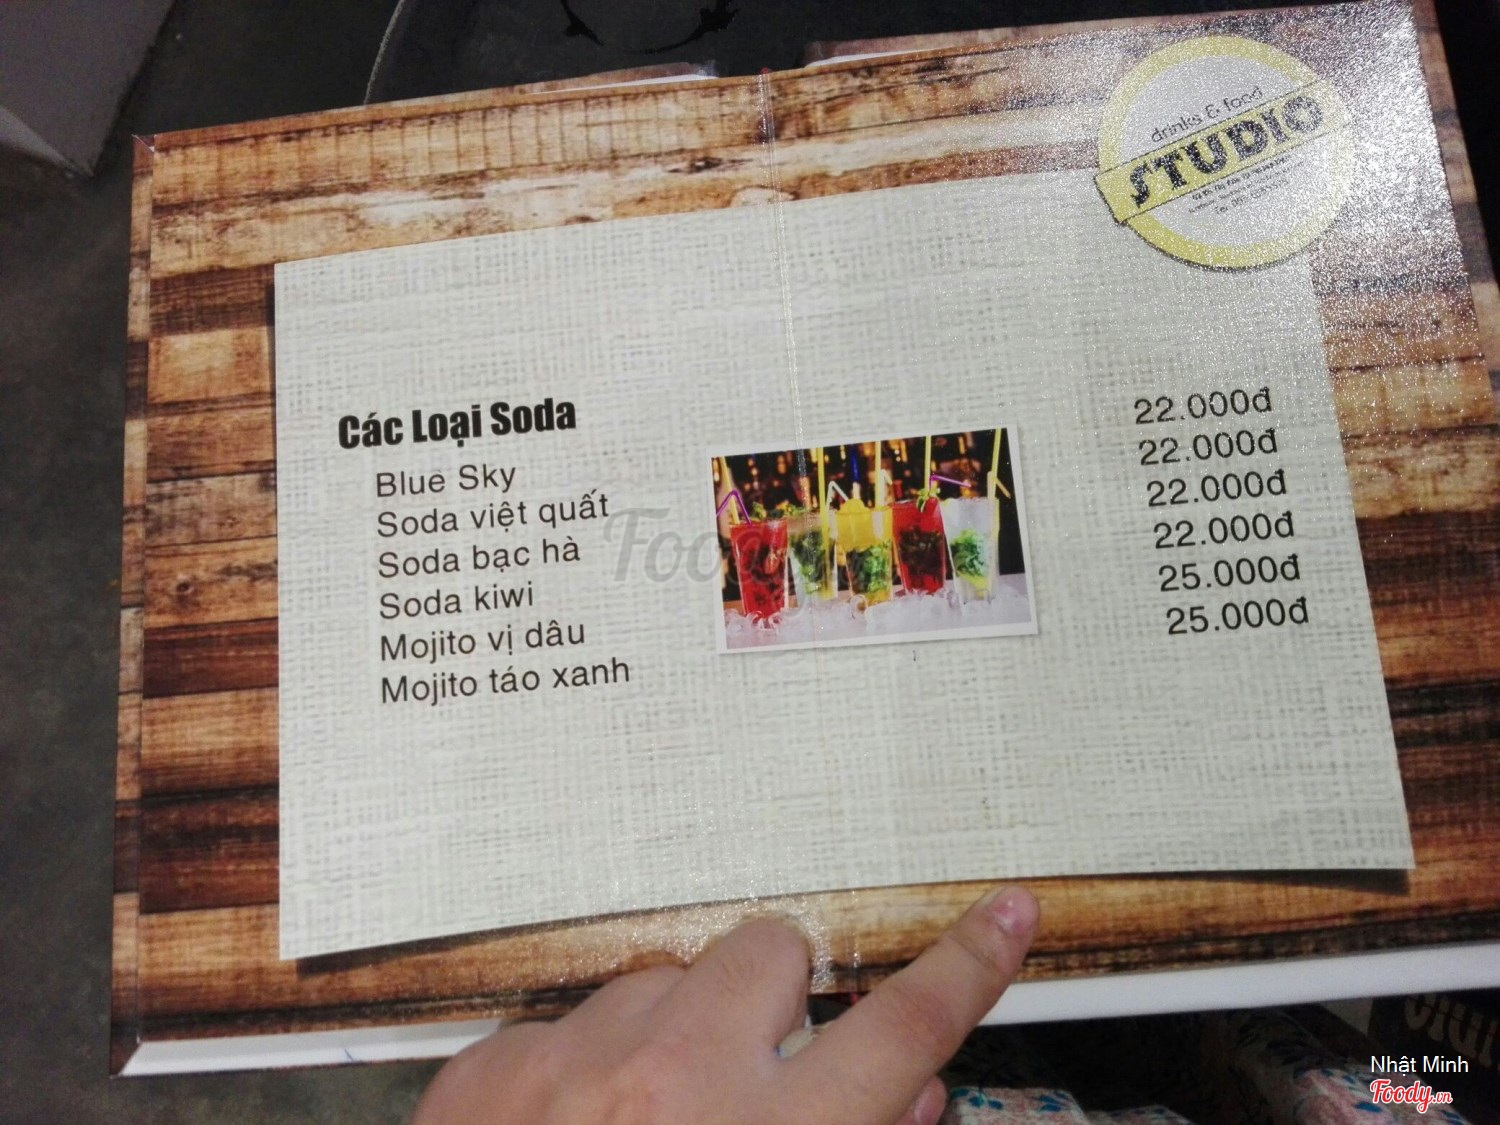 drinks & food
STUDIO
Các Loại Soda
Blue Sky 22.000đ
Soda việt quất 22.000đ
Soda bạc hà 22.000đ
Soda kiwi 22.000đ
Mojito vị dâu 25.000đ
Mojito táo xanh 25.000đ
Nhật Minh
Foody.vn